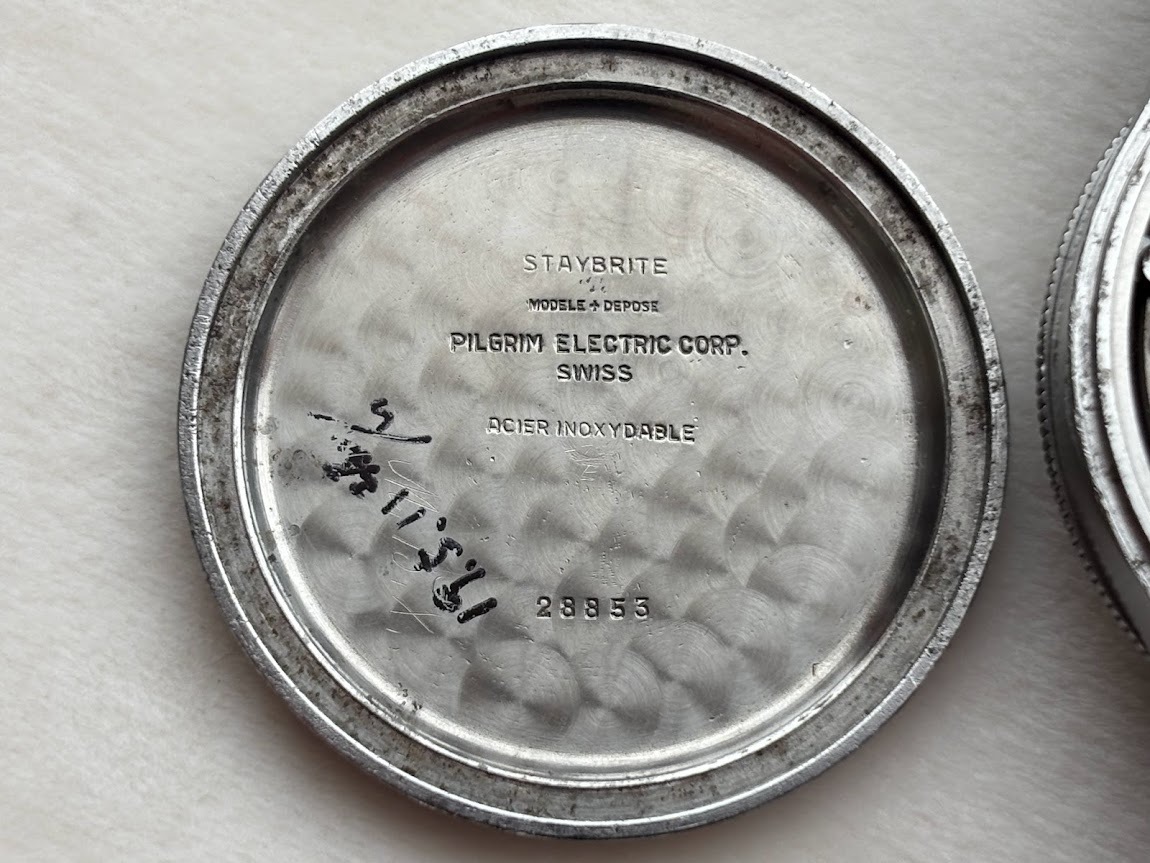 STAYBRITE
MODELE + DEPOSE
PILGRIM ELECTRIC CORP.
SWISS
ACIER INOXYDABLE
28853